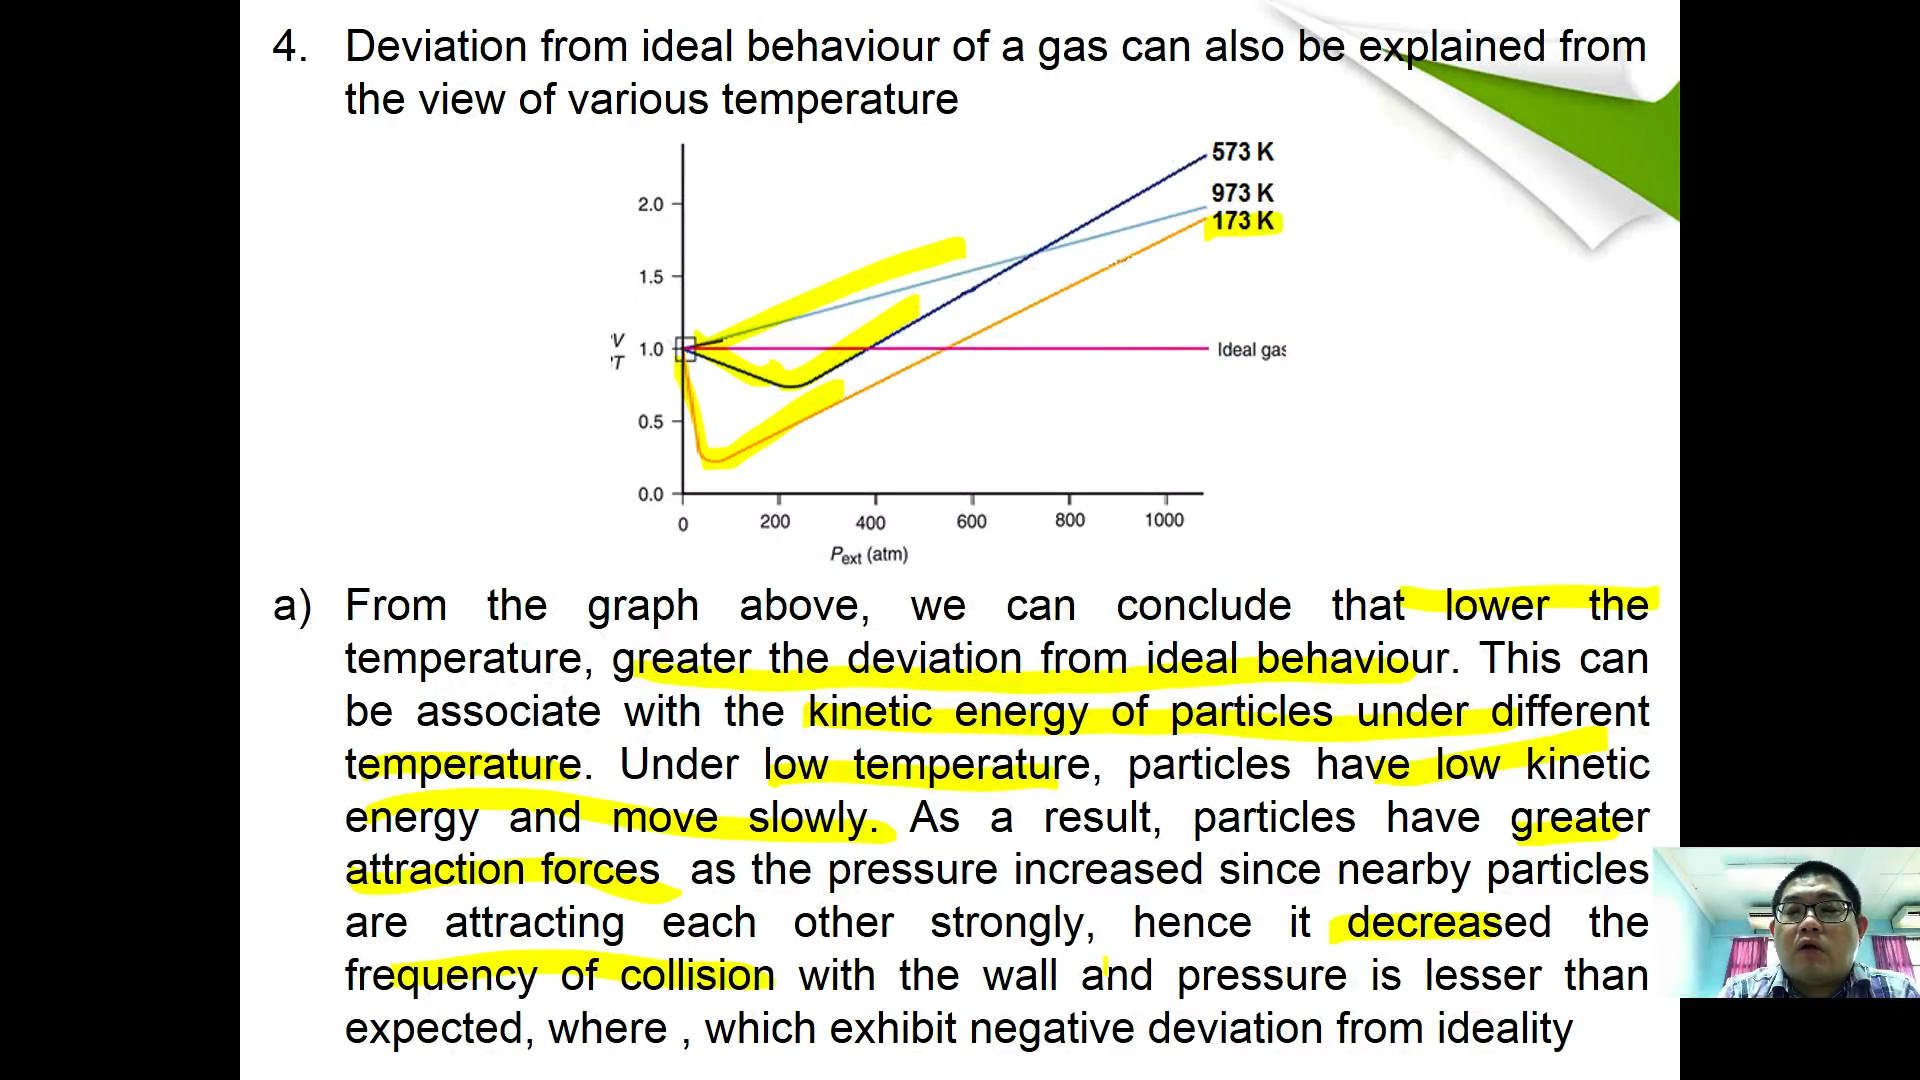 4. Deviation from ideal behaviour of a gas can also be explained from
the view of various temperature
573 K
973 K
173 K
2.0
1.5
V
1.0
T
Ideal gas
0.5
0.0
0 200 400 600 800 1000
Pext (atm)
a) From the graph above, we can conclude that lower the
temperature, greater the deviation from ideal behaviour. This can
be associate with the kinetic energy of particles under different
temperature. Under low temperature, particles have low kinetic
energy and move slowly. As a result, particles have greater
attraction forces as the pressure increased since nearby particles
are attracting each other strongly, hence it decreased the
frequency of collision with the wall and pressure is lesser than
expected, where , which exhibit negative deviation from ideality